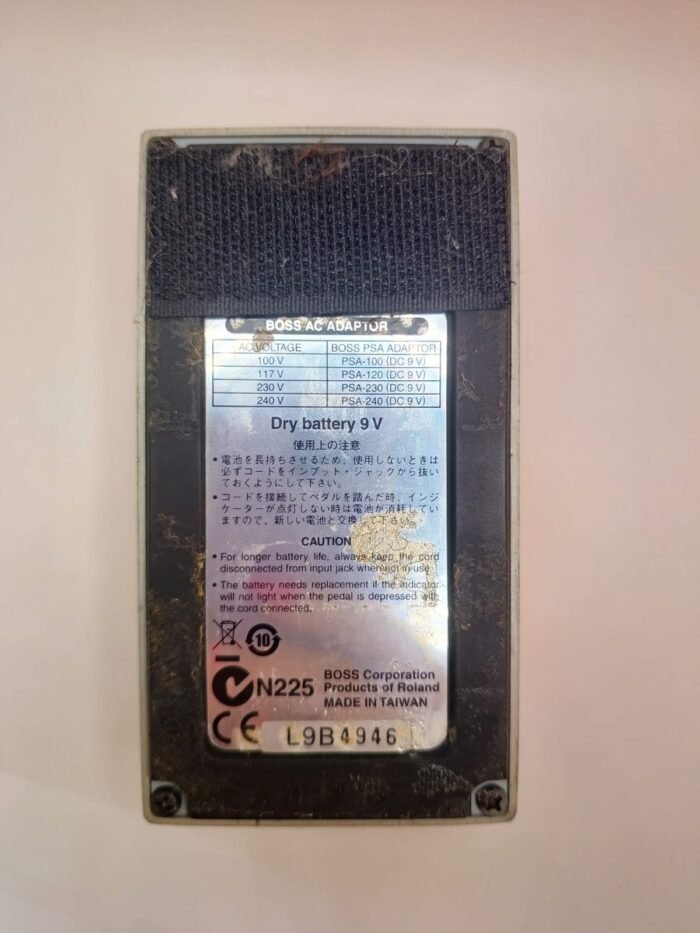 BOSS AC ADAPTOR
AC VOLTAGE BOSS PSA ADAPTOR
100 V PSA-100 (DC 9 V)
117 V PSA-120 (DC 9 V)
230 V PSA-230 (DC 9 V)
240 V PSA-240 (DC 9 V)
Dry battery 9 V
使用上の注意
• 電池を長持ちさせるため、使用しないときは
必ずコードをインプット・ジャックから抜い
ておくようにして下さい。
• コードを接続してペダルを踏んだ時、インジ
ケーターが点灯しない時は電池が消耗してい
ますので、新しい電池と交換して下さい。
CAUTION
• For longer battery life, always keep the cord
disconnected from input jack when not in use.
• The battery needs replacement if the indicator
will not light when the pedal is depressed with
the cord connected.
10
N225
BOSS Corporation
Products of Roland
MADE IN TAIWAN
CE
L9B4946